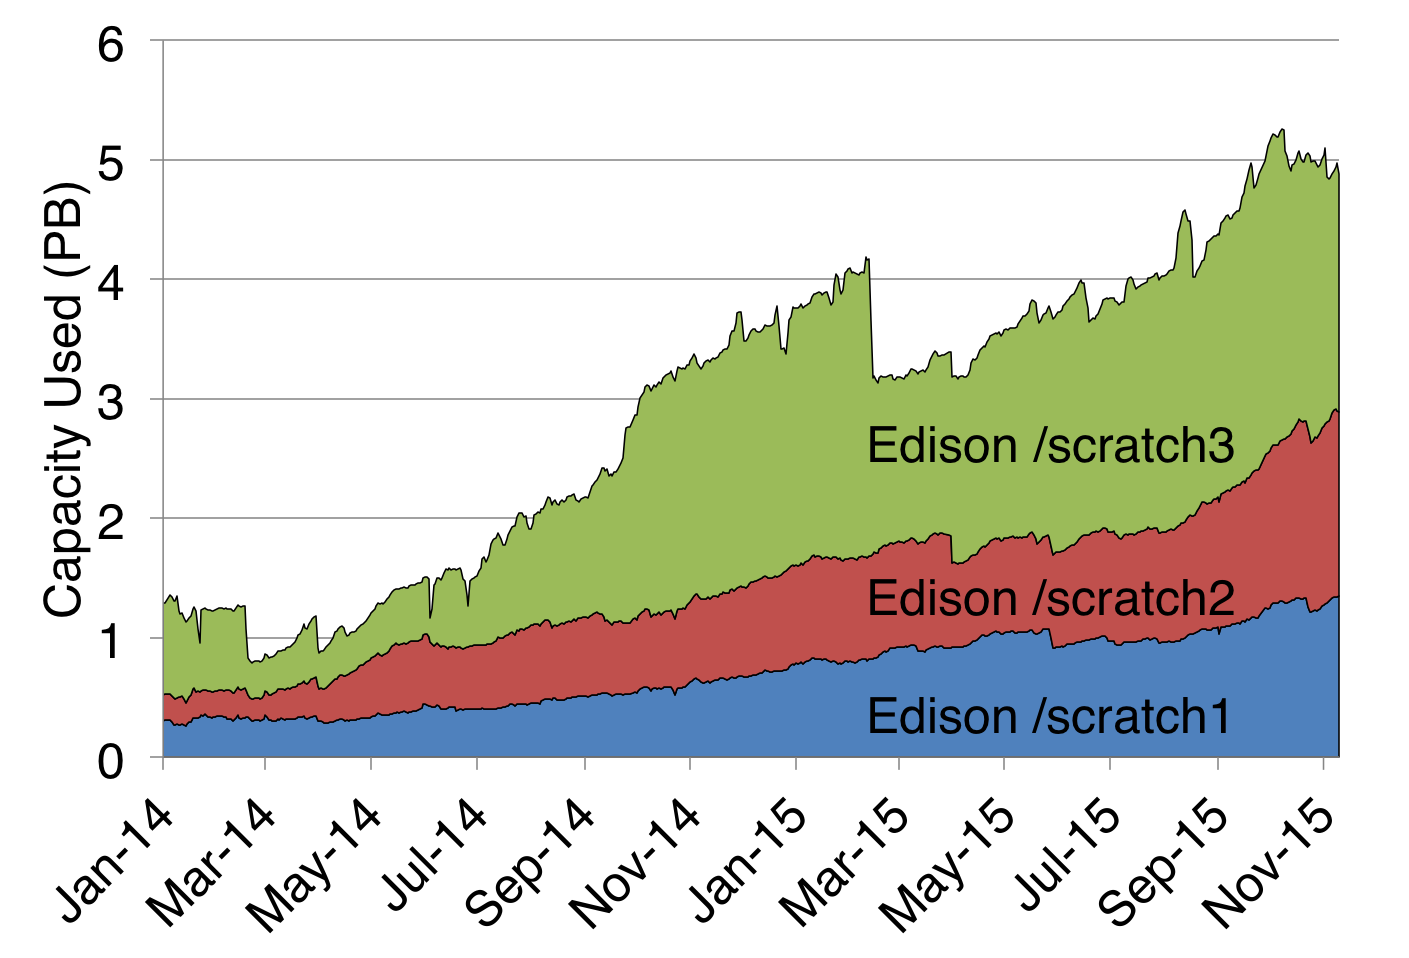 Capacity Used (PB)
6
5
4
3
2
1
0
Edison /scratch3
Edison /scratch2
Edison /scratch1
Jan-14
Mar-14
May-14
Jul-14
Sep-14
Nov-14
Jan-15
Mar-15
May-15
Jul-15
Sep-15
Nov-15